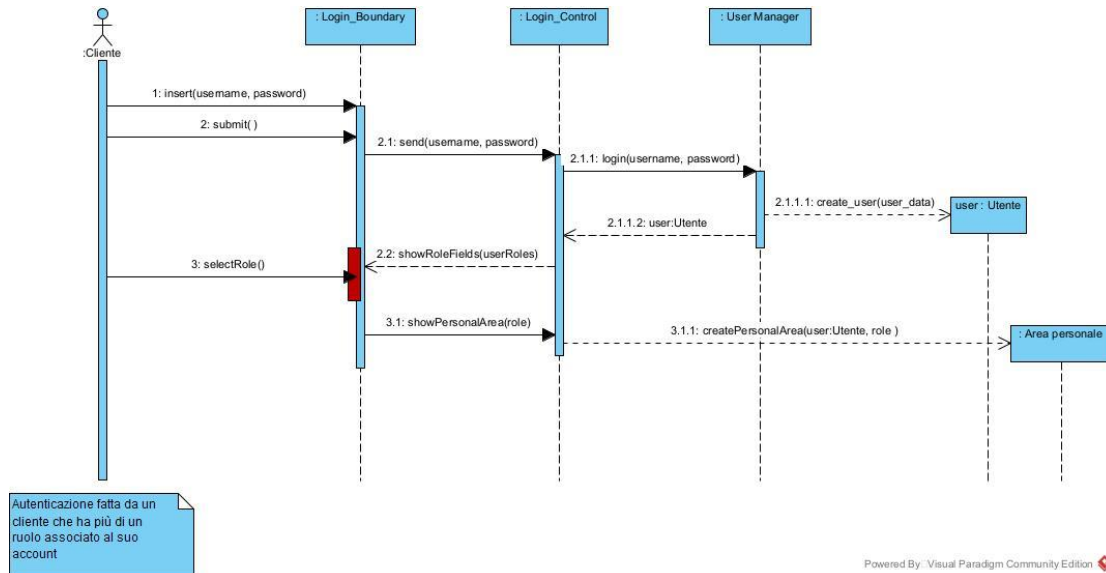 : Login_Boundary
: Login_Control
: User Manager
:Cliente
1: insert(username, password)
2: submit( )
2.1: send(username, password)
2.1.1: login(username, password)
2.1.1.1: create_user(user_data)
user : Utente
2.1.1.2: user:Utente
2.2: showRoleFields(userRoles)
3: selectRole()
3.1: showPersonalArea(role)
3.1.1: createPersonalArea(user:Utente, role )
: Area personale
Autenticazione fatta da un
cliente che ha più di un
ruolo associato al suo
account
Powered By Visual Paradigm Community Edition